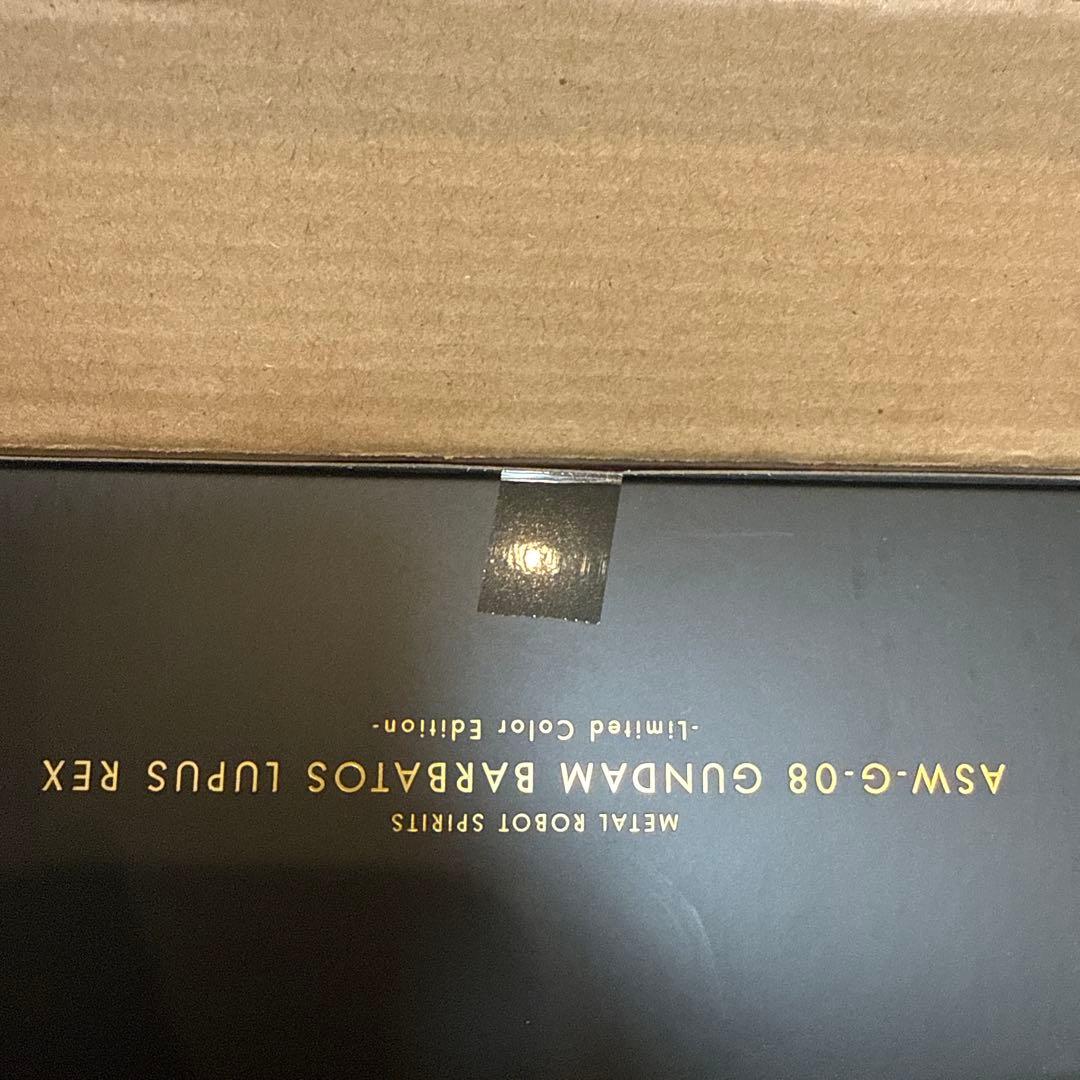 METAL ROBOT SPIRITS
ASW-G-08 GUNDAM BARBATOS LUPUS REX
-Limited Color Edition-